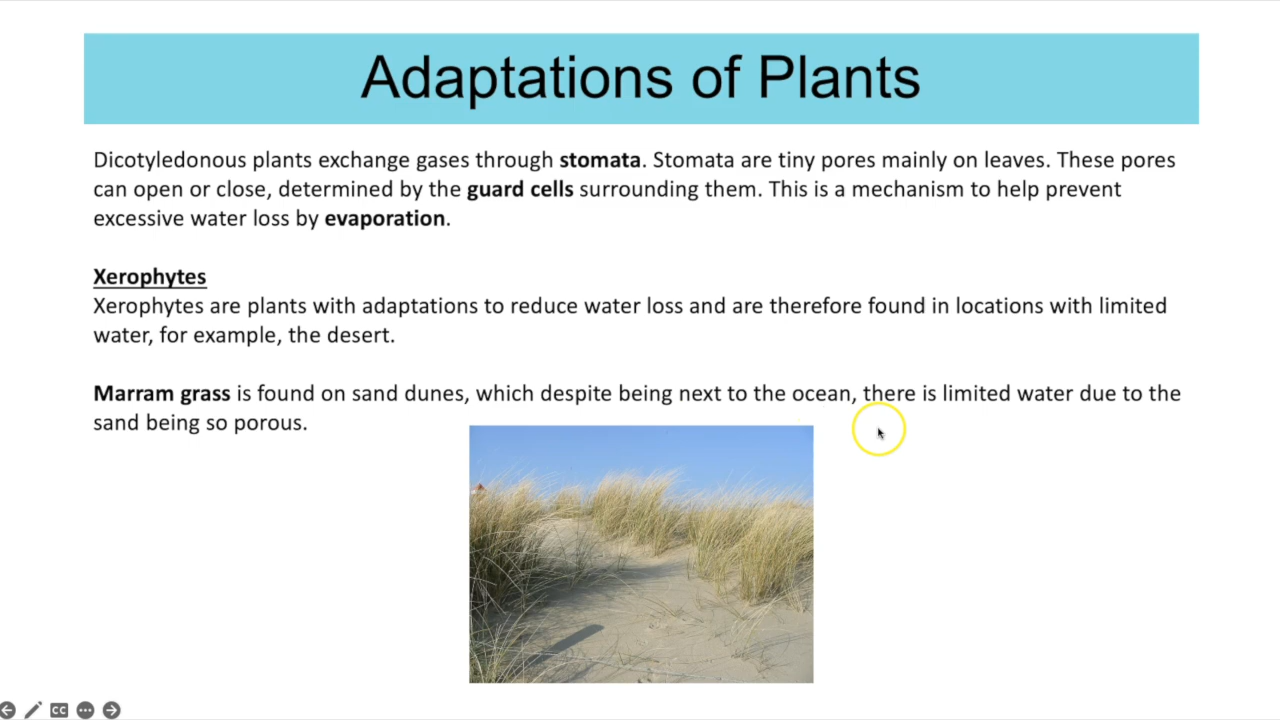 Adaptations of Plants
Dicotyledonous plants exchange gases through stomata. Stomata are tiny pores mainly on leaves. These pores
can open or close, determined by the guard cells surrounding them. This is a mechanism to help prevent
excessive water loss by evaporation.
Xerophytes
Xerophytes are plants with adaptations to reduce water loss and are therefore found in locations with limited
water, for example, the desert.
Marram grass is found on sand dunes, which despite being next to the ocean, there is limited water due to the
sand being so porous.
CC